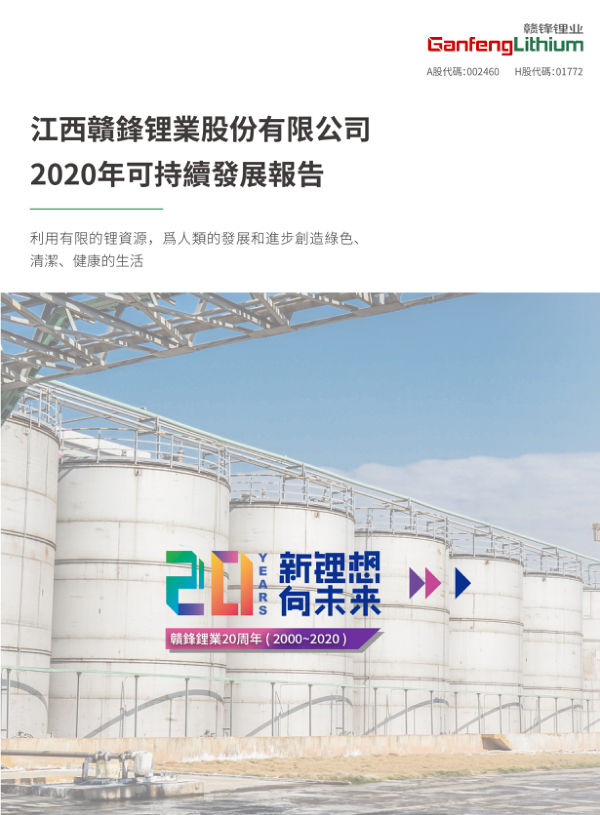 赣锋锂业
GanfengLithium
A股代碼：002460 H股代碼：01772
江西贛鋒锂業股份有限公司
2020年可持續發展報告
利用有限的锂資源，爲人類的發展和進步創造綠色、
清潔、健康的生活
20 YEARS
新锂想
向未来
贛鋒鋰業20周年 ( 2000~2020 )